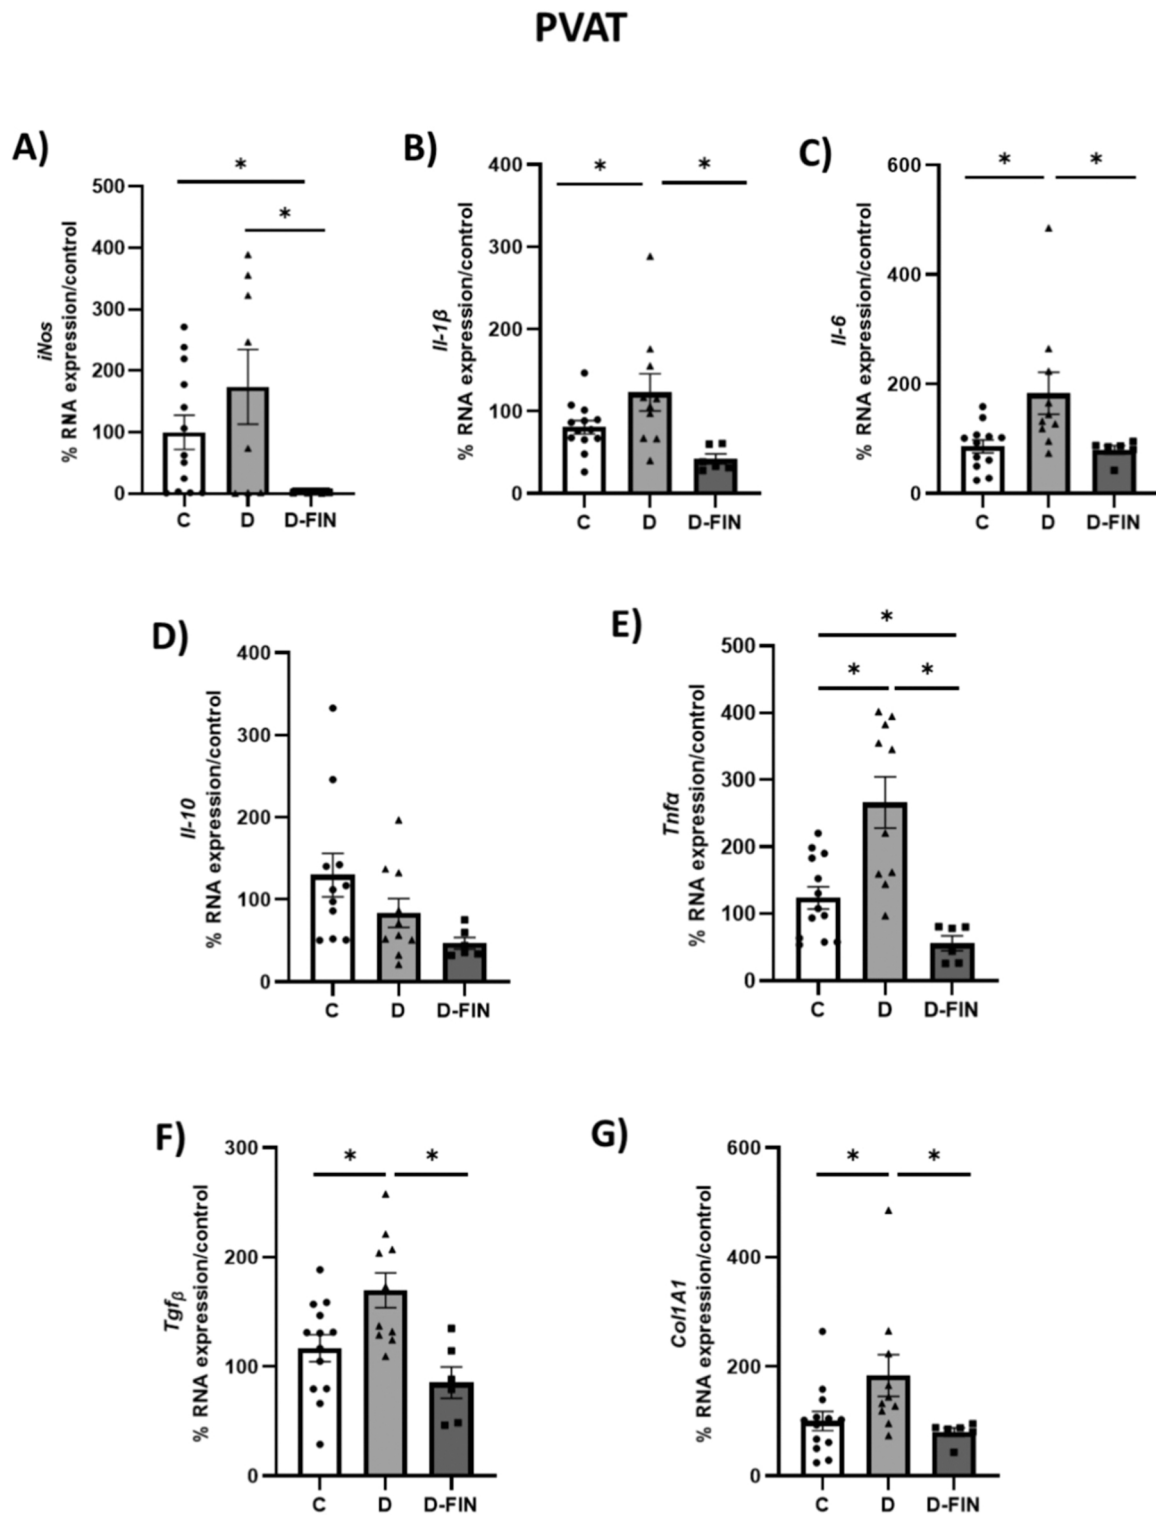 PVAT
A)
iNos
% RNA expression/control
500
400
300
200
100
0
*
*
C D D-FIN
B)
Il-1β
% RNA expression/control
400
300
200
100
0
* *
C D D-FIN
C)
Il-6
% RNA expression/control
600
400
200
0
* *
C D D-FIN
D)
Il-10
% RNA expression/control
400
300
200
100
0
C D D-FIN
E)
Tnfα
% RNA expression/control
500
400
300
200
100
0
*
* *
C D D-FIN
F)
Tgfβ
% RNA expression/control
300
200
100
0
* *
C D D-FIN
G)
Col1A1
% RNA expression/control
600
400
200
0
* *
C D D-FIN